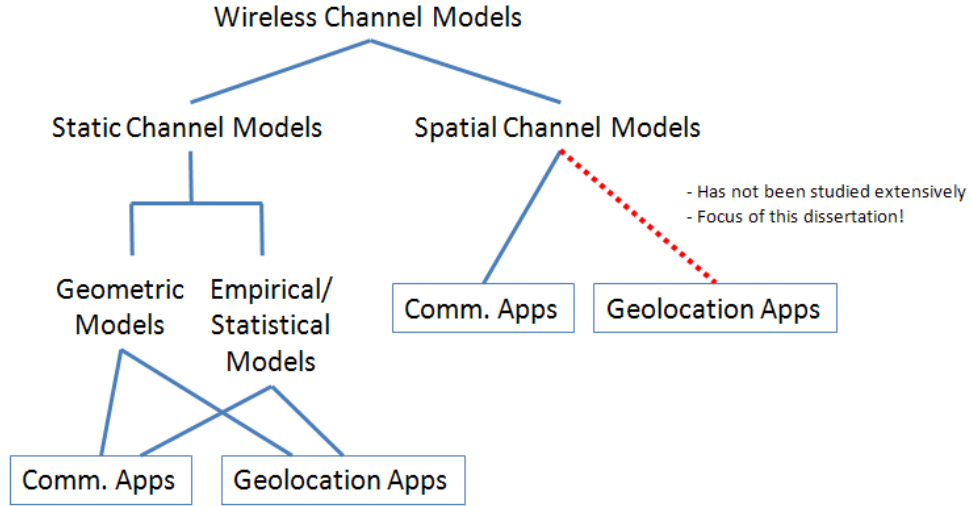 Wireless Channel Models
Static Channel Models
Spatial Channel Models
- Has not been studied extensively
- Focus of this dissertation!
Geometric
Models
Empirical/
Statistical
Models
Comm. Apps
Geolocation Apps
Comm. Apps
Geolocation Apps